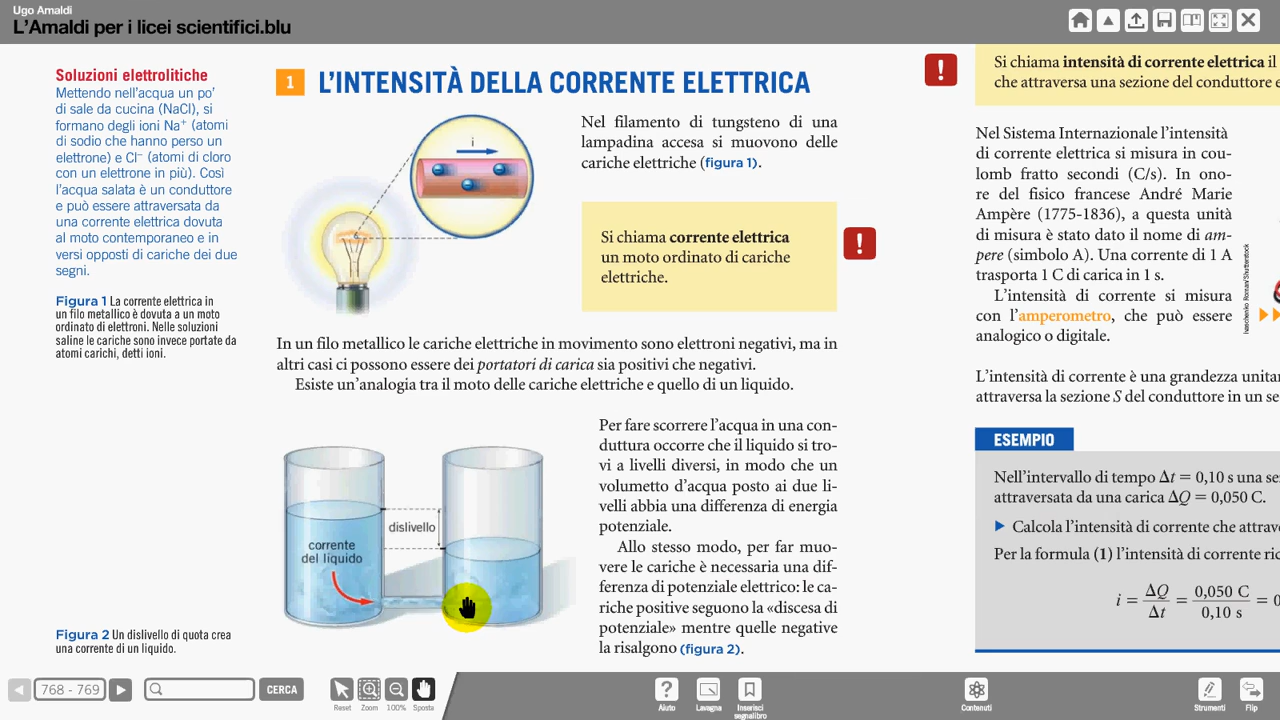 Ugo Amaldi
L'Amaldi per i licei scientifici.blu
Soluzioni elettrolitiche
Mettendo nell'acqua un po'
di sale da cucina (NaCl), si
formano degli ioni Na⁺ (atomi
di sodio che hanno perso un
elettrone) e Cl⁻ (atomi di cloro
con un elettrone in più). Così
l'acqua salata è un conduttore
e può essere attraversata da
una corrente elettrica dovuta
al moto contemporaneo e in
versi opposti di cariche dei due
segni.
Figura 1 La corrente elettrica in
un filo metallico è dovuta a un moto
ordinato di elettroni. Nelle soluzioni
saline le cariche sono invece portate da
atomi carichi, detti ioni.
Figura 2 Un dislivello di quota crea
una corrente di un liquido.
1 L'INTENSITÀ DELLA CORRENTE ELETTRICA
i
Nel filamento di tungsteno di una
lampadina accesa si muovono delle
cariche elettriche (figura 1).
Si chiama corrente elettrica
un moto ordinato di cariche
elettriche.
!
In un filo metallico le cariche elettriche in movimento sono elettroni negativi, ma in
altri casi ci possono essere dei portatori di carica sia positivi che negativi.
Esiste un'analogia tra il moto delle cariche elettriche e quello di un liquido.
dislivello
corrente
del liquido
Per fare scorrere l'acqua in una con-
duttura occorre che il liquido si tro-
vi a livelli diversi, in modo che un
volumetto d'acqua posto ai due li-
velli abbia una differenza di energia
potenziale.
Allo stesso modo, per far muo-
vere le cariche è necessaria una dif-
ferenza di potenziale elettrico: le ca-
riche positive seguono la «discesa di
potenziale» mentre quelle negative
la risalgono (figura 2).
!
Si chiama intensità di corrente elettrica il
che attraversa una sezione del conduttore e
Nel Sistema Internazionale l'intensità
di corrente elettrica si misura in cou-
lomb fratto secondi (C/s). In ono-
re del fisico francese André Marie
Ampère (1775-1836), a questa unità
di misura è stato dato il nome di am-
pere (simbolo A). Una corrente di 1 A
trasporta 1 C di carica in 1 s.
L'intensità di corrente si misura
con l'amperometro, che può essere
analogico o digitale.
L'intensità di corrente è una grandezza unitar
attraversa la sezione S del conduttore in un se
ESEMPIO
Nell'intervallo di tempo Δt = 0,10 s una se
attraversata da una carica ΔQ = 0,050 C.
Calcola l'intensità di corrente che attrave
Per la formula (1) l'intensità di corrente ric
i = ΔQ/Δt = 0,050 C/0,10 s = 0
768 - 769
CERCA
Reset Zoom 100% Sposta
Aiuto Lavagna Inserisci
segnalibro
Contenuti
Strumenti Flip